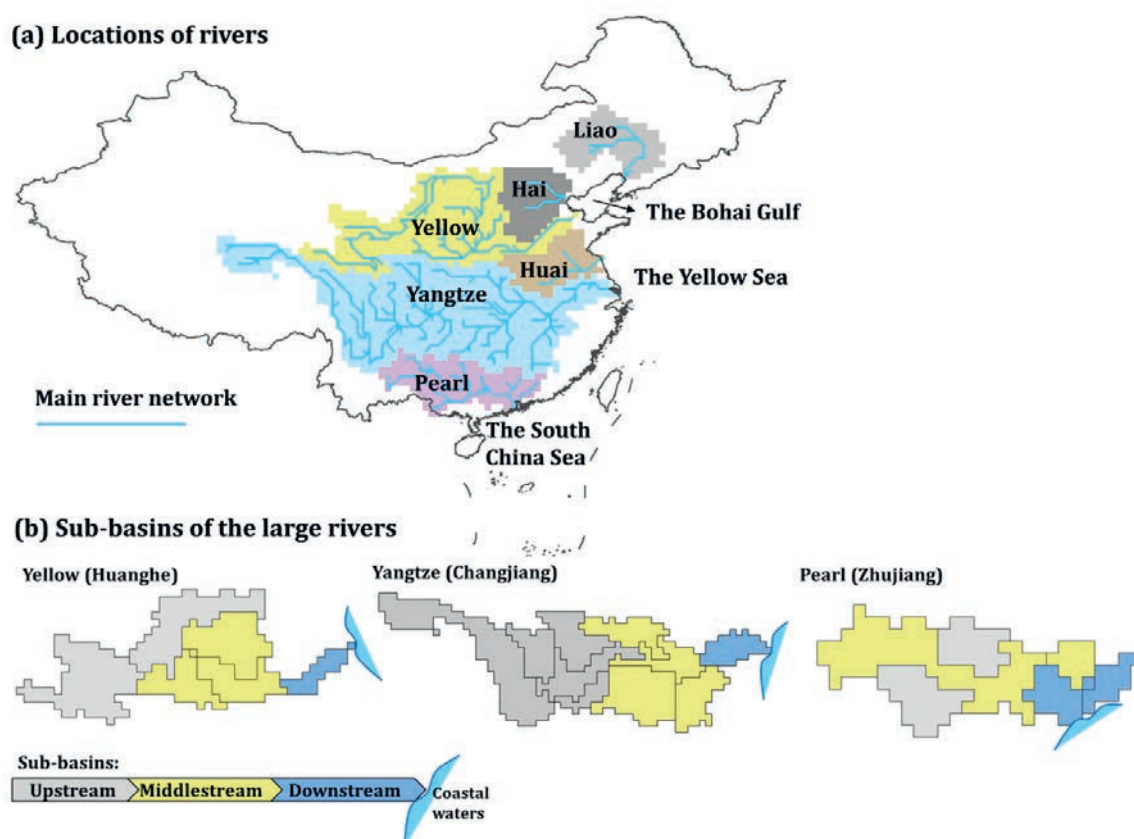 (a) Locations of rivers
Liao
Hai
The Bohai Gulf
Yellow
Huai
The Yellow Sea
Yangtze
Pearl
Main river network
The South
China Sea
(b) Sub-basins of the large rivers
Yellow (Huanghe)
Yangtze (Changjiang)
Pearl (Zhujiang)
Sub-basins:
Upstream
Middlestream
Downstream
Coastal
waters